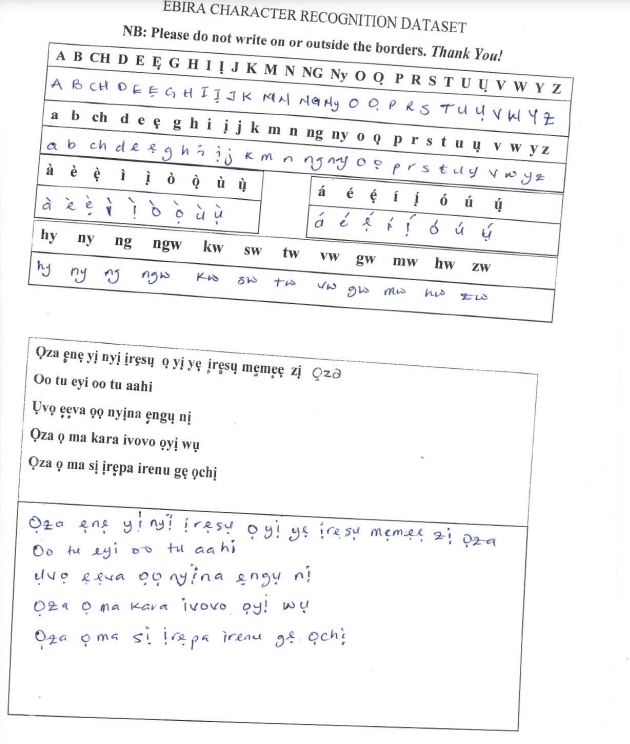 EBIRA CHARACTER RECOGNITION DATASET
NB: Please do not write on or outside the borders. Thank You!
A B CH D E Ẹ G H I Ị J K M N NG Ny O Ọ P R S T U Ụ V W Y Z
A B CH D E Ẹ G H I Ị J K M N NG Ny O Ọ P R S T U Ụ V W Y Z
a b ch d e ẹ g h i ị j k m n ng ny o ọ p r s t u ụ v w y z
a b ch d e ẹ g h i ị j k m n ng ny o ọ p r s t u ụ v w y z
à è ẹ̀ ì ị̀ ò ọ̀ ù ụ̀
à è ẹ̀ ì ị̀ ò ọ̀ ù ụ̀
á é ẹ́ í ị́ ó ú ụ́
á é ẹ́ í ị́ ó ú ụ́
hy ny ng ngw kw sw tw vw gw mw hw zw
hy ny ng ngw kw sw tw vw gw mw hw zw
Ọza ẹnẹ yị nyị ịrẹsụ ọ yị yẹ ịrẹsụ mẹmẹẹ zị Ọza
Oo tu eyi oo tu aahi
Ụvọ ẹẹva ọọ nyịna ẹngụ nị
Ọza ọ ma kara ivovo ọyị wụ
Ọza ọ ma sị ịrẹpa irenu gẹ ọchị
Ọza ẹnẹ yị nyị ịrẹsụ ọ yị yẹ ịrẹsụ mẹmẹẹ zị Ọza
Oo tu eyi oo tu aahi
Ụvọ ẹẹva ọọ nyịna ẹngụ nị
Ọza ọ ma kara ivovo ọyị wụ
Ọza ọ ma sị ịrẹpa irenu gẹ ọchị